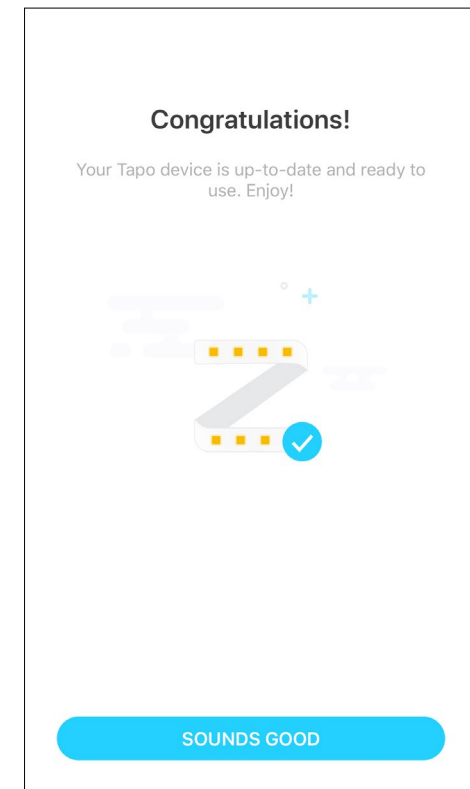 Congratulations!
Your Tapo device is up-to-date and ready to
use. Enjoy!
SOUNDS GOOD